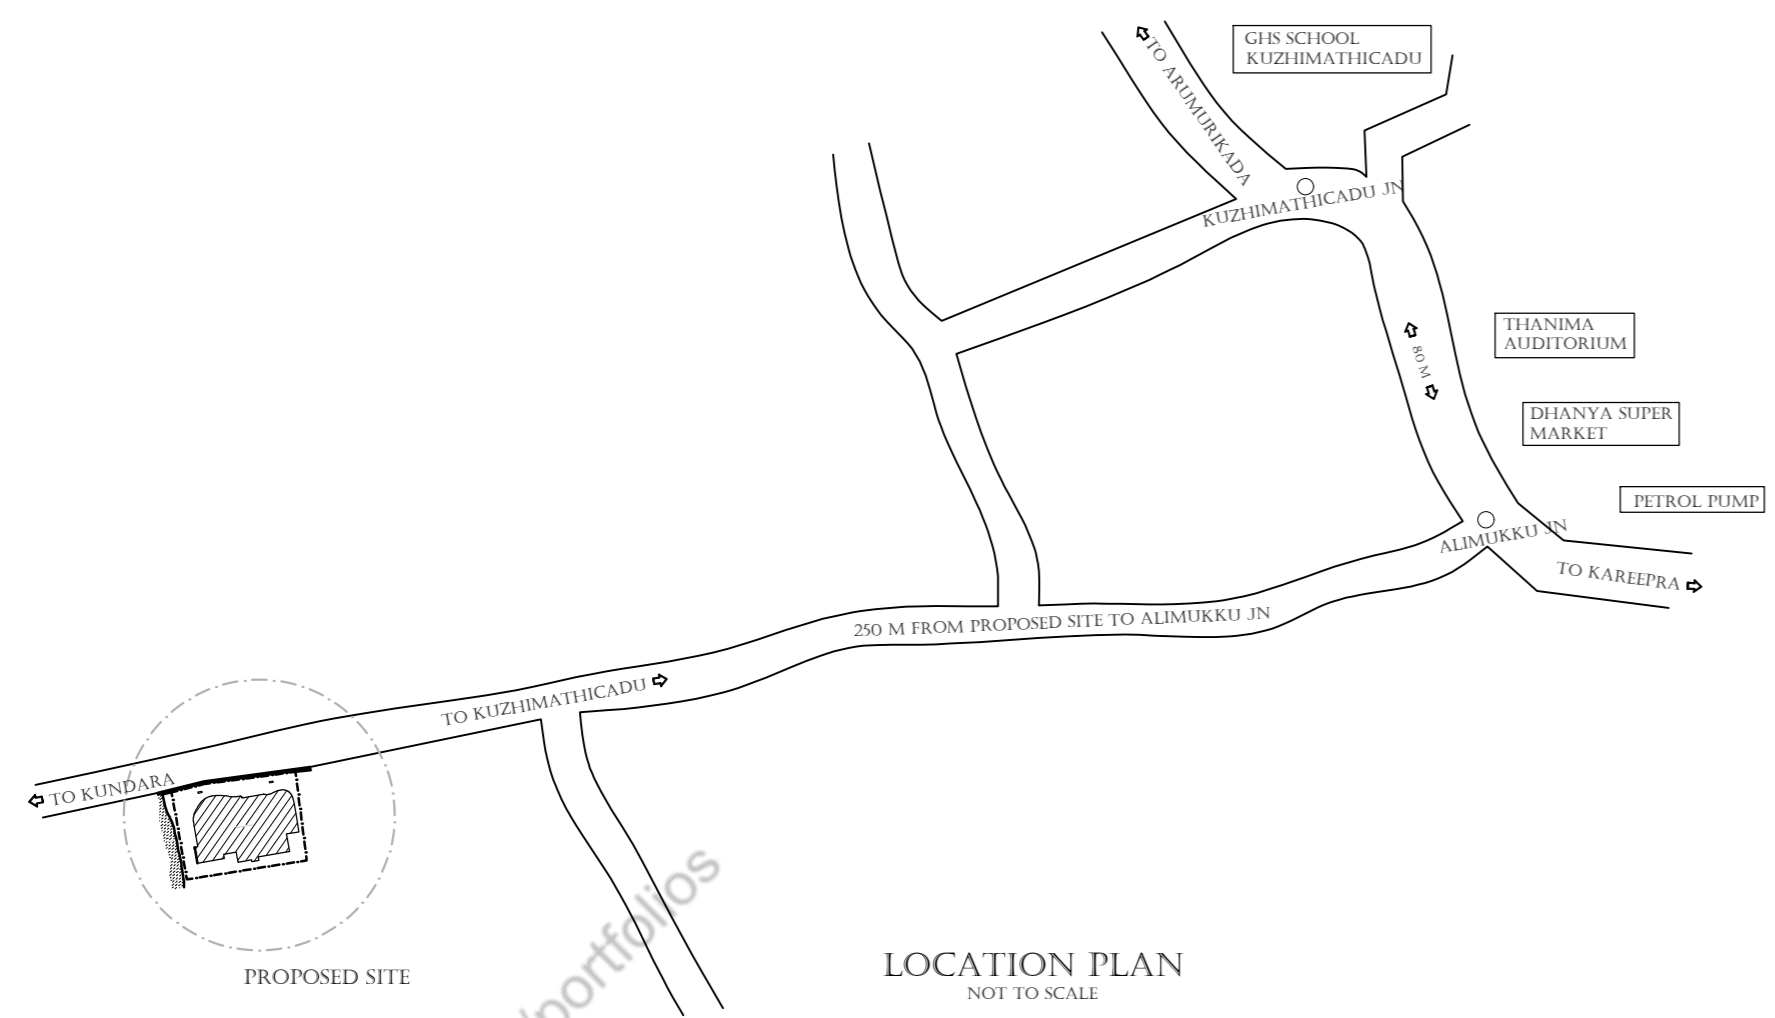 GHS SCHOOL
KUZHIMATHICADU
TO ARUMURIKADA
KUZHIMATHICADU JN
THANIMA
AUDITORIUM
80 M
DHANYA SUPER
MARKET
PETROL PUMP
ALIMUKKU JN
TO KAREEPRA
250 M FROM PROPOSED SITE TO ALIMUKKU JN
TO KUZHIMATHICADU
TO KUNDARA
PROPOSED SITE
/portfolios
LOCATION PLAN
NOT TO SCALE